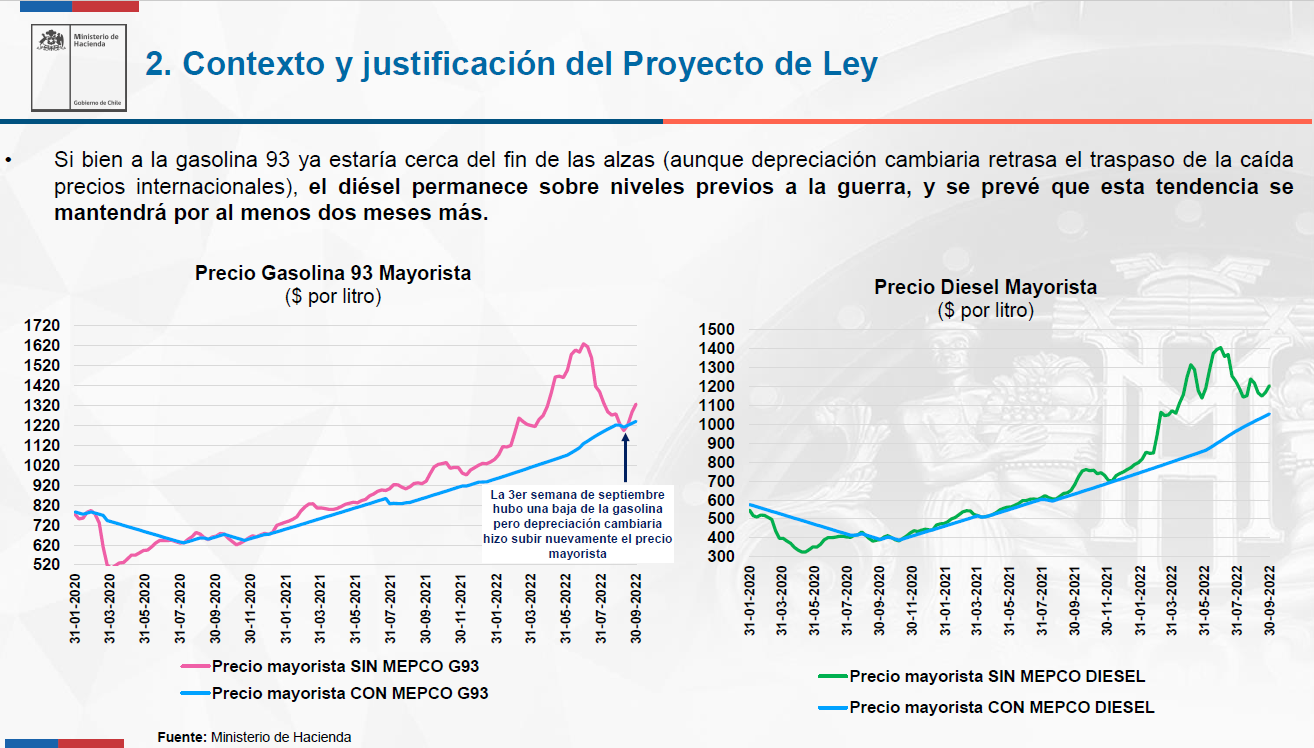 Ministerio de
Hacienda
Gobierno de Chile
2. Contexto y justificación del Proyecto de Ley
• Si bien a la gasolina 93 ya estaría cerca del fin de las alzas (aunque depreciación cambiaria retrasa el traspaso de la caída
precios internacionales), el diésel permanece sobre niveles previos a la guerra, y se prevé que esta tendencia se
mantendrá por al menos dos meses más.
Precio Gasolina 93 Mayorista
($ por litro)
1720
1620
1520
1420
1320
1220
1120
1020
920
820
720
620
520
La 3er semana de septiembre
hubo una baja de la gasolina
pero depreciación cambiaria
hizo subir nuevamente el precio
mayorista
31-01-2020
31-03-2020
31-05-2020
31-07-2020
30-09-2020
30-11-2020
31-01-2021
31-03-2021
31-05-2021
31-07-2021
30-09-2021
30-11-2021
31-01-2022
31-03-2022
31-05-2022
31-07-2022
30-09-2022
Precio mayorista SIN MEPCO G93
Precio mayorista CON MEPCO G93
Precio Diesel Mayorista
($ por litro)
1500
1400
1300
1200
1100
1000
900
800
700
600
500
400
300
31-01-2020
31-03-2020
31-05-2020
31-07-2020
30-09-2020
30-11-2020
31-01-2021
31-03-2021
31-05-2021
31-07-2021
30-09-2021
30-11-2021
31-01-2022
31-03-2022
31-05-2022
31-07-2022
30-09-2022
Precio mayorista SIN MEPCO DIESEL
Precio mayorista CON MEPCO DIESEL
Fuente: Ministerio de Hacienda